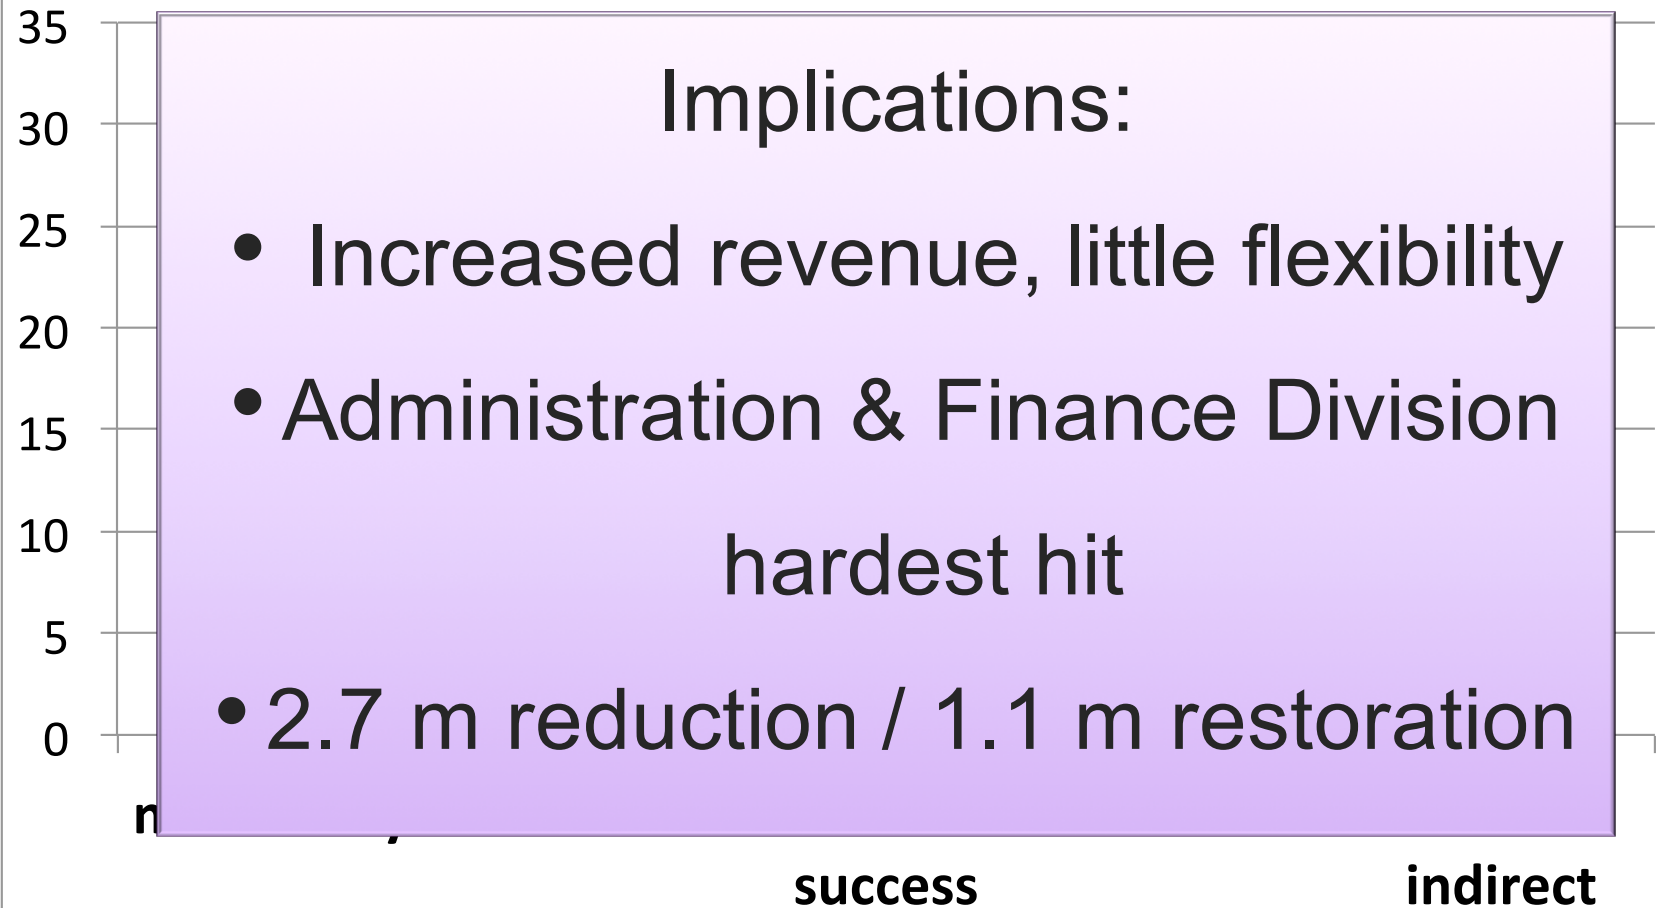 35
30
25
20
15
10
5
0
Implications:
• Increased revenue, little flexibility
• Administration & Finance Division
hardest hit
• 2.7 m reduction / 1.1 m restoration
success
indirect